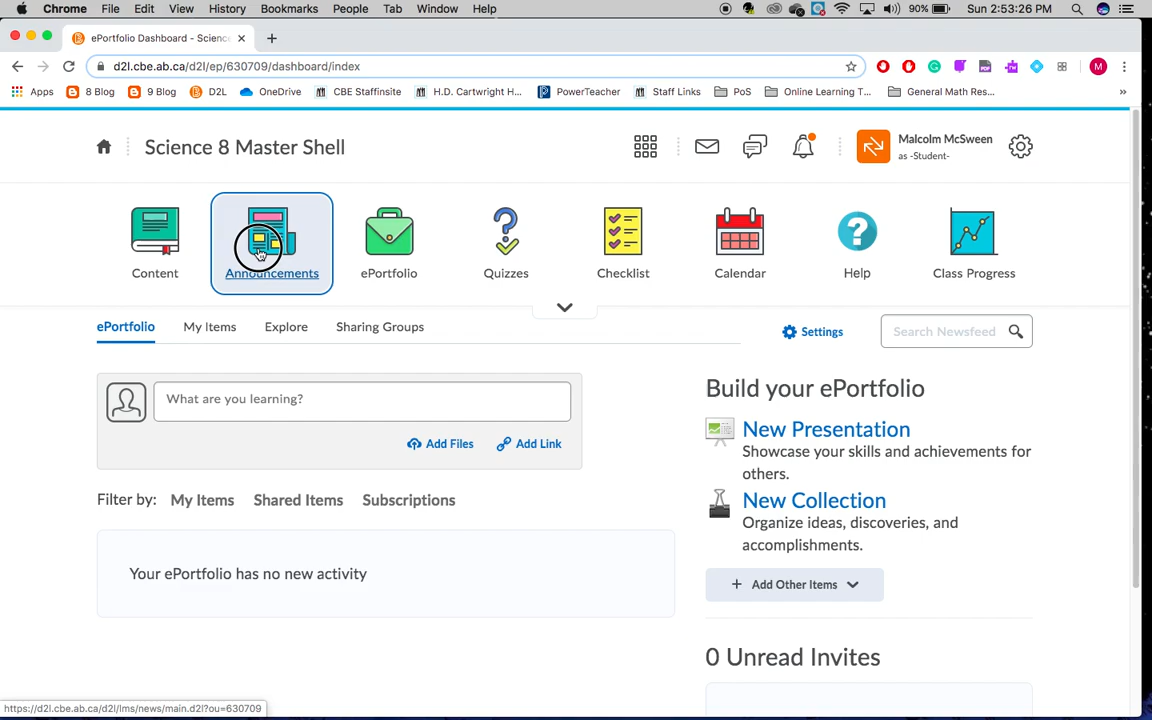 Chrome File Edit View History Bookmarks People Tab Window Help 90% Sun 2:53:26 PM
ePortfolio Dashboard - Science
d2l.cbe.ab.ca/d2l/ep/630709/dashboard/index
M
Apps 8 Blog 9 Blog D2L OneDrive CBE Staffinsite H.D. Cartwright H... PowerTeacher Staff Links PoS Online Learning T... General Math Res... »
Science 8 Master Shell
Malcolm McSween
as -Student-
Content Announcements ePortfolio Quizzes Checklist Calendar Help Class Progress
ePortfolio My Items Explore Sharing Groups Settings Search Newsfeed
What are you learning?
Add Files Add Link
Filter by: My Items Shared Items Subscriptions
Your ePortfolio has no new activity
Build your ePortfolio
New Presentation
Showcase your skills and achievements for
others.
New Collection
Organize ideas, discoveries, and
accomplishments.
+ Add Other Items
0 Unread Invites
https://d2l.cbe.ab.ca/d2l/lms/news/main.d2l?ou=630709